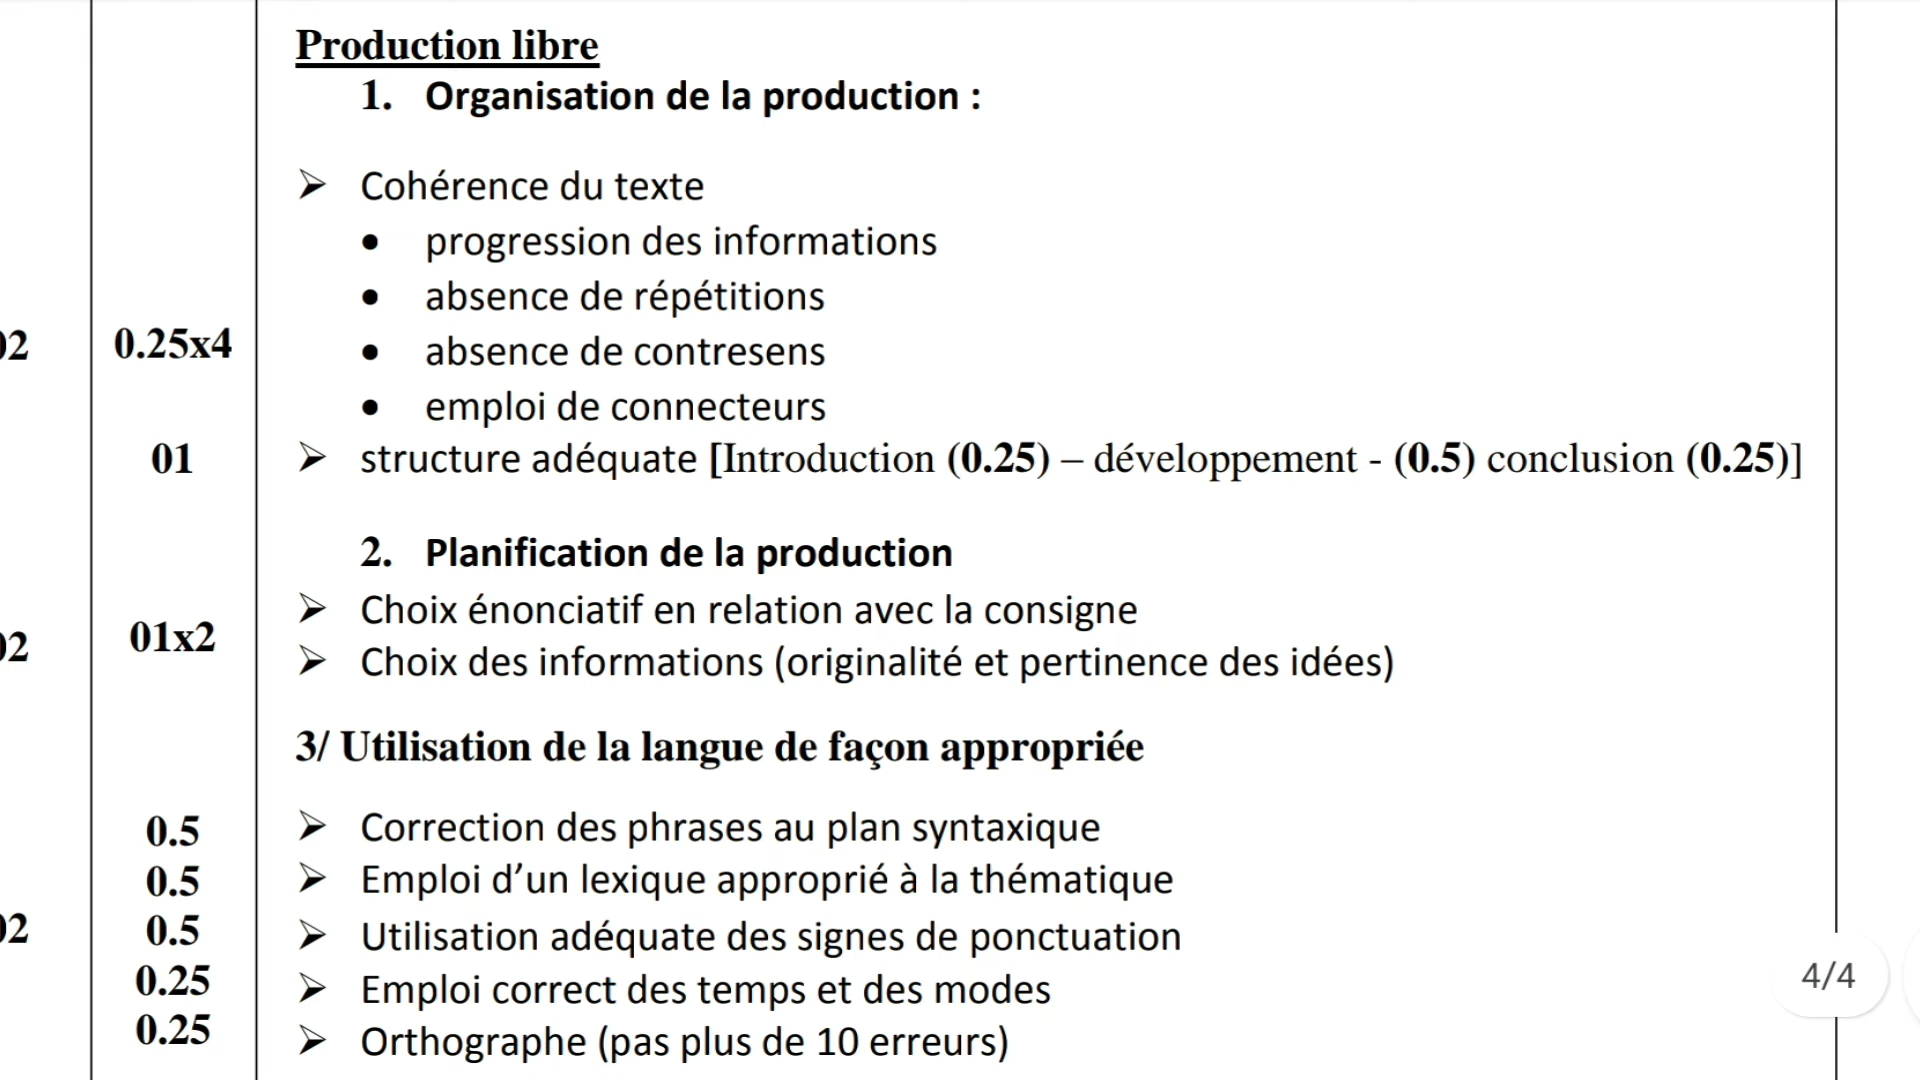 Production libre
1. Organisation de la production :
➢ Cohérence du texte
• progression des informations
• absence de répétitions
02 0.25x4
• absence de contresens
• emploi de connecteurs
01 ➢ structure adéquate [Introduction (0.25) – développement - (0.5) conclusion (0.25)]
2. Planification de la production
➢ Choix énonciatif en relation avec la consigne
02 01x2
➢ Choix des informations (originalité et pertinence des idées)
3/ Utilisation de la langue de façon appropriée
0.5 ➢ Correction des phrases au plan syntaxique
0.5 ➢ Emploi d’un lexique approprié à la thématique
02 0.5 ➢ Utilisation adéquate des signes de ponctuation
0.25 ➢ Emploi correct des temps et des modes
4/4
0.25 ➢ Orthographe (pas plus de 10 erreurs)